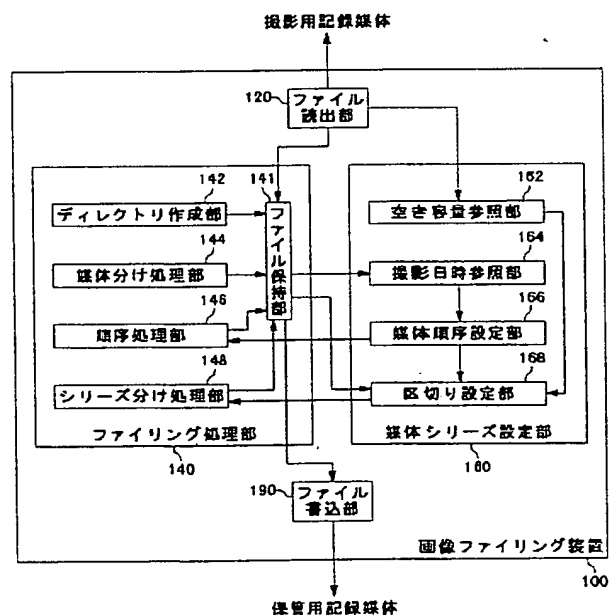 撮影用記録媒体
120
ファイル
読出部
142
141
ディレクトリ作成部
144
媒体分け処理部
146
順序処理部
148
シリーズ分け処理部
ファイル保持部
ファイリング処理部
140
162
空き容量参照部
164
撮影日時参照部
166
媒体順序設定部
168
区切り設定部
媒体シリーズ設定部
160
190
ファイル
書込部
画像ファイリング装置
100
保管用記録媒体